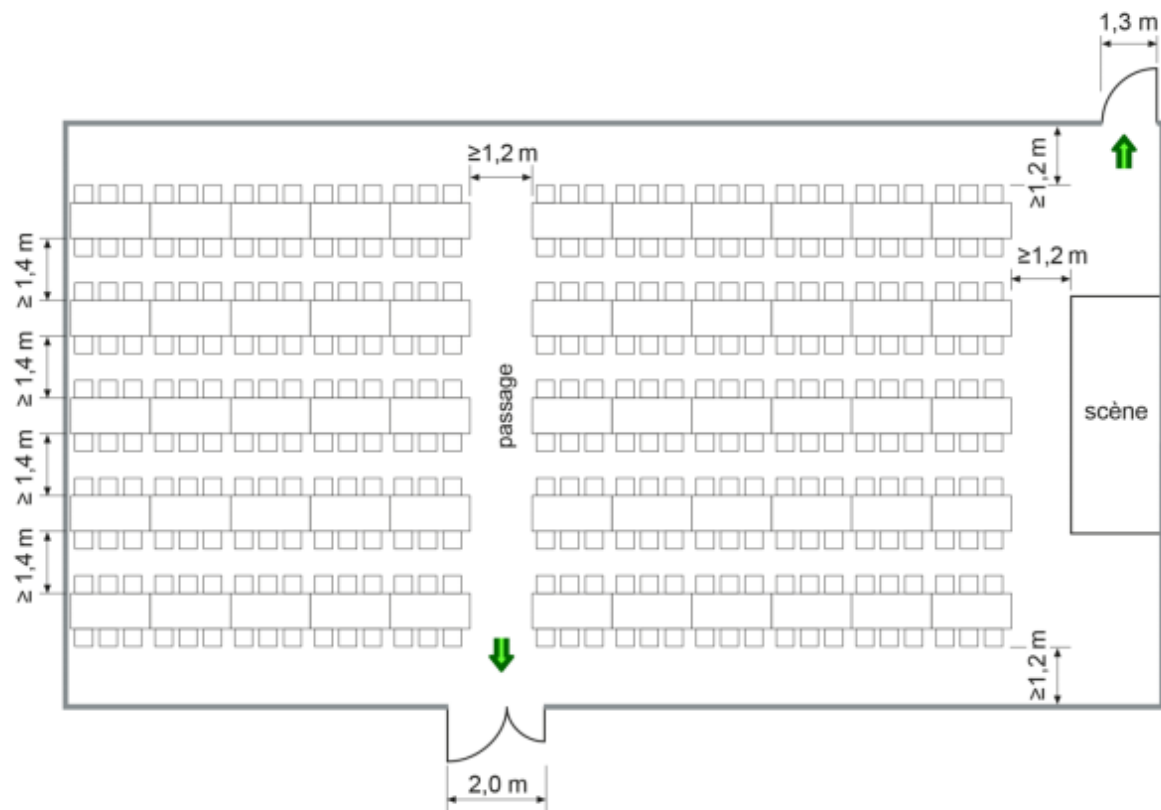 1,3 m
≥1,2 m
≥1,2 m
≥1,2 m
≥ 1,4 m
≥ 1,4 m
≥ 1,4 m
≥ 1,4 m
passage
scène
≥1,2 m
2,0 m